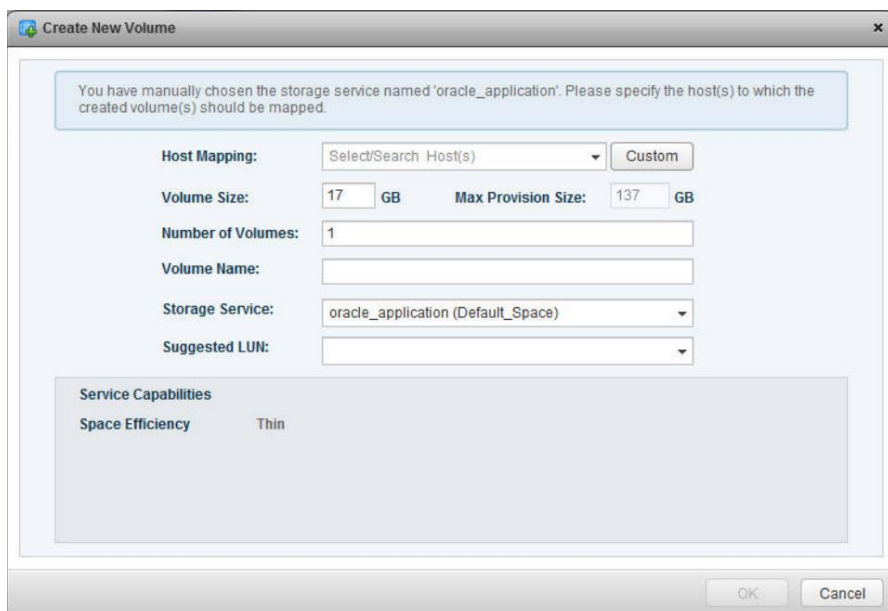 Create New Volume
You have manually chosen the storage service named 'oracle_application'. Please specify the host(s) to which the
created volume(s) should be mapped.
Host Mapping: Select/Search Host(s) Custom
Volume Size: 17 GB Max Provision Size: 137 GB
Number of Volumes: 1
Volume Name:
Storage Service: oracle_application (Default_Space)
Suggested LUN:
Service Capabilities
Space Efficiency Thin
OK Cancel